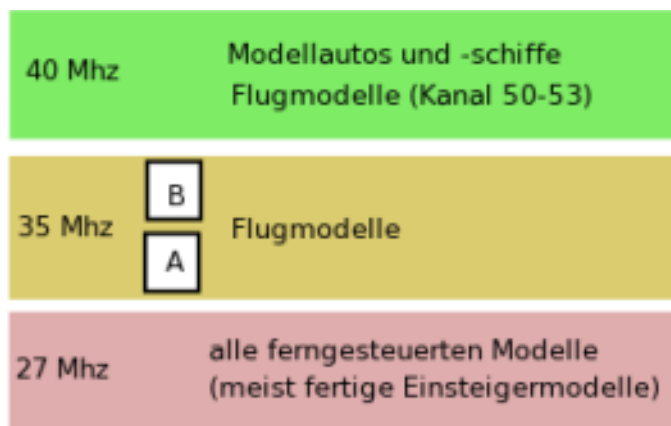 40 Mhz
Modellautos und -schiffe
Flugmodelle (Kanal 50-53)
35 Mhz
B
A
Flugmodelle
27 Mhz
alle ferngesteuerten Modelle
(meist fertige Einsteigermodelle)